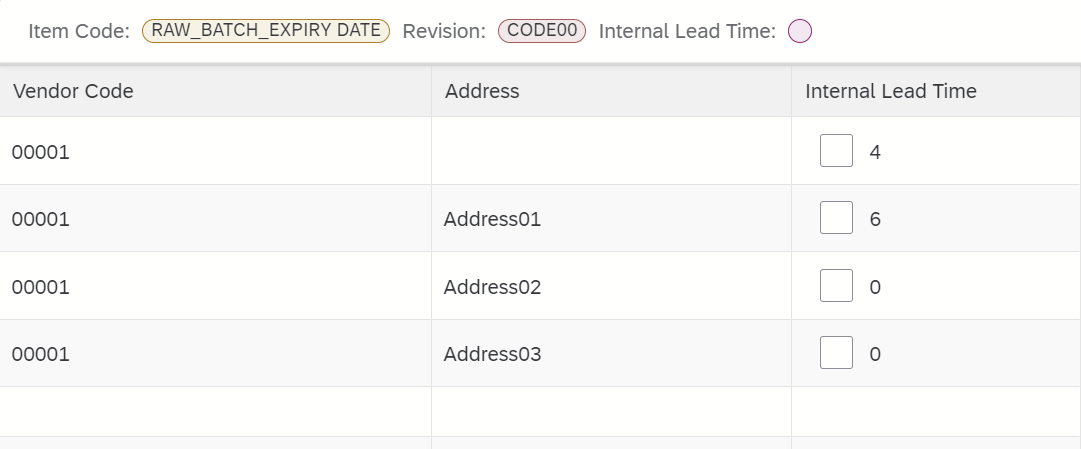 Item Code: RAW_BATCH_EXPIRY DATE Revision: CODE00 Internal Lead Time:
Vendor Code Address Internal Lead Time
00001 4
00001 Address01 6
00001 Address02 0
00001 Address03 0